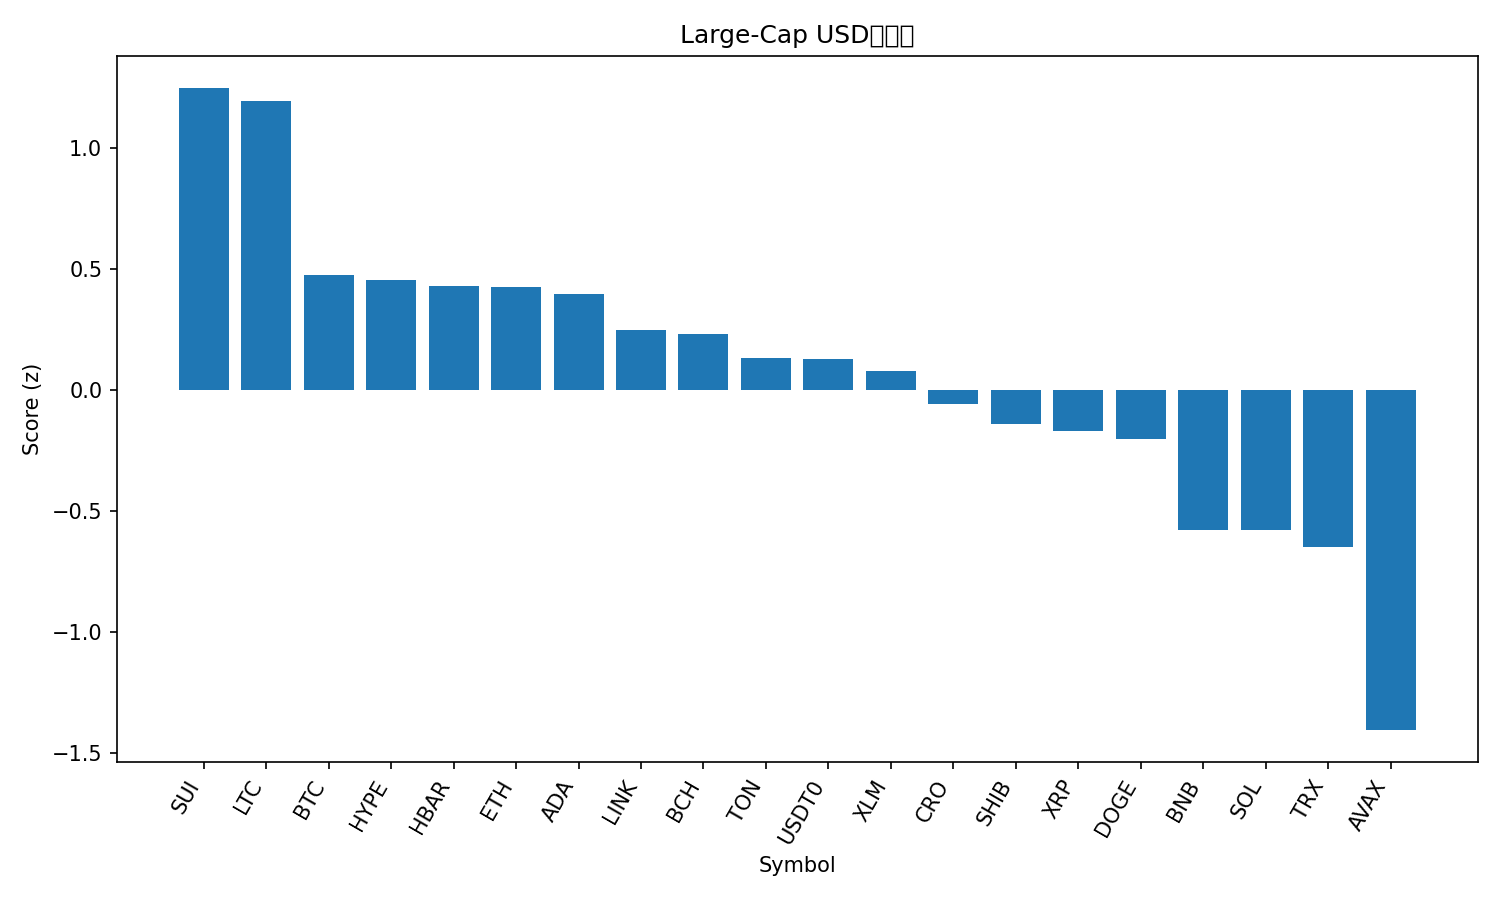 Large-Cap USD
1.0
0.5
0.0
−0.5
−1.0
−1.5
Score (z)
SUI
LTC
BTC
HYPE
HBAR
ETH
ADA
LINK
BCH
TON
USDT0
XLM
CRO
SHIB
XRP
DOGE
BNB
SOL
TRX
AVAX
Symbol